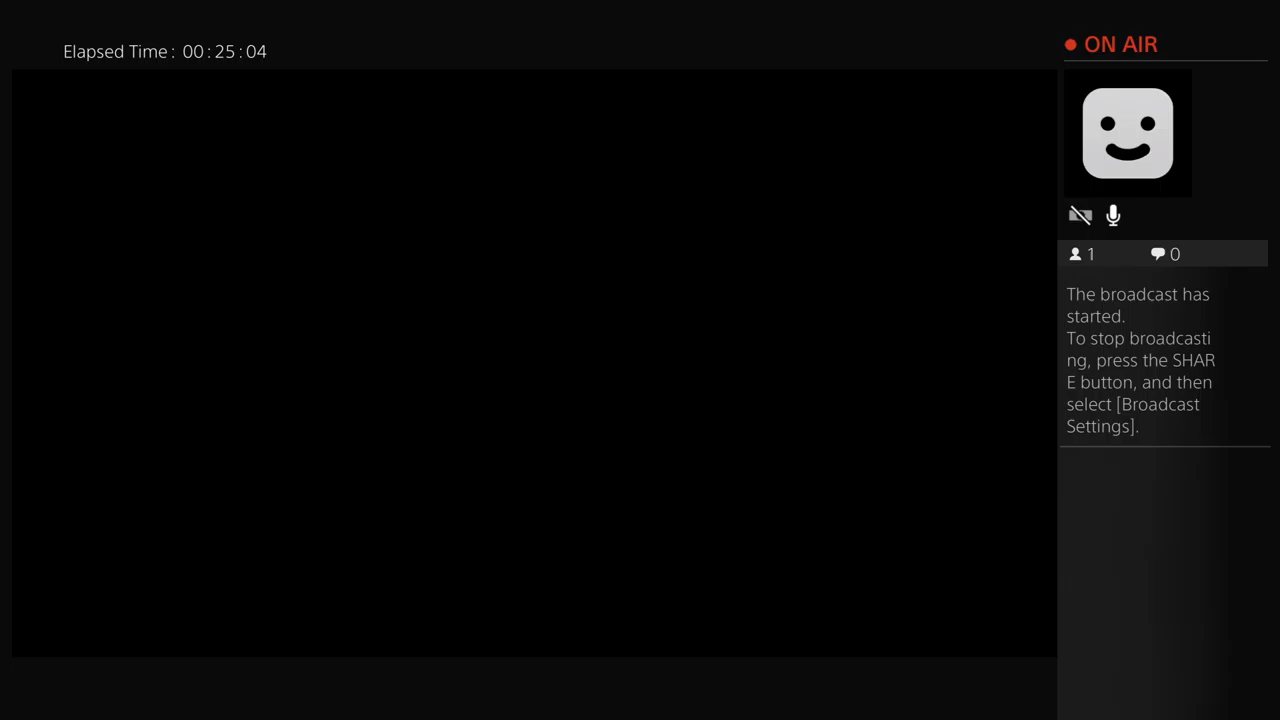 Elapsed Time: 00:25:04
ON AIR
1 0
The broadcast has
started.
To stop broadcasti
ng, press the SHAR
E button, and then
select [Broadcast
Settings].